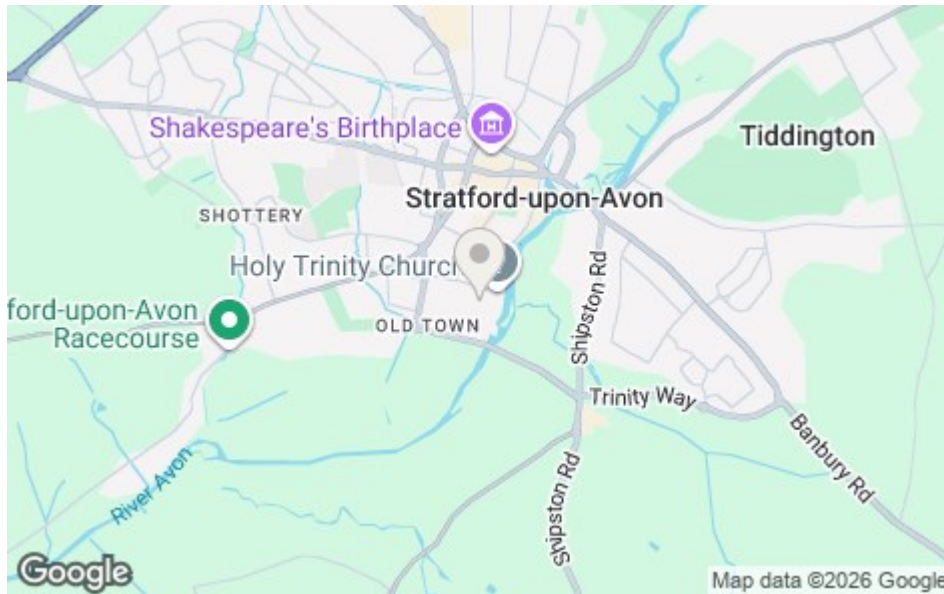 Shakespeare's Birthplace
Tiddington
Stratford-upon-Avon
SHOTTERY
Holy Trinity Church
ford-upon-Avon
Racecourse
OLD TOWN
Shipston Rd
Trinity Way
Banbury Rd
River Avon
Shipston Rd
Google
Map data ©2026 Google